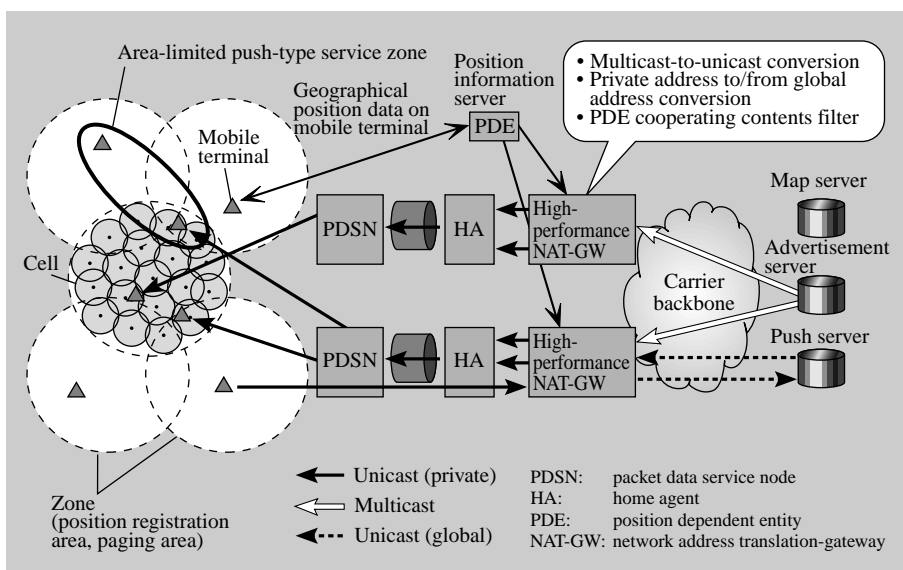 Area-limited push-type service zone
Geographical
position data on
mobile terminal
Mobile
terminal
Position
information
server
PDE
• Multicast-to-unicast conversion
• Private address to/from global
address conversion
• PDE cooperating contents filter
Map server
PDSN
HA
High-
performance
NAT-GW
Advertisement
server
Cell
Carrier
backbone
Push server
PDSN
HA
High-
performance
NAT-GW
Zone
(position registration
area, paging area)
Unicast (private)
Multicast
Unicast (global)
PDSN: packet data service node
HA: home agent
PDE: position dependent entity
NAT-GW: network address translation-gateway